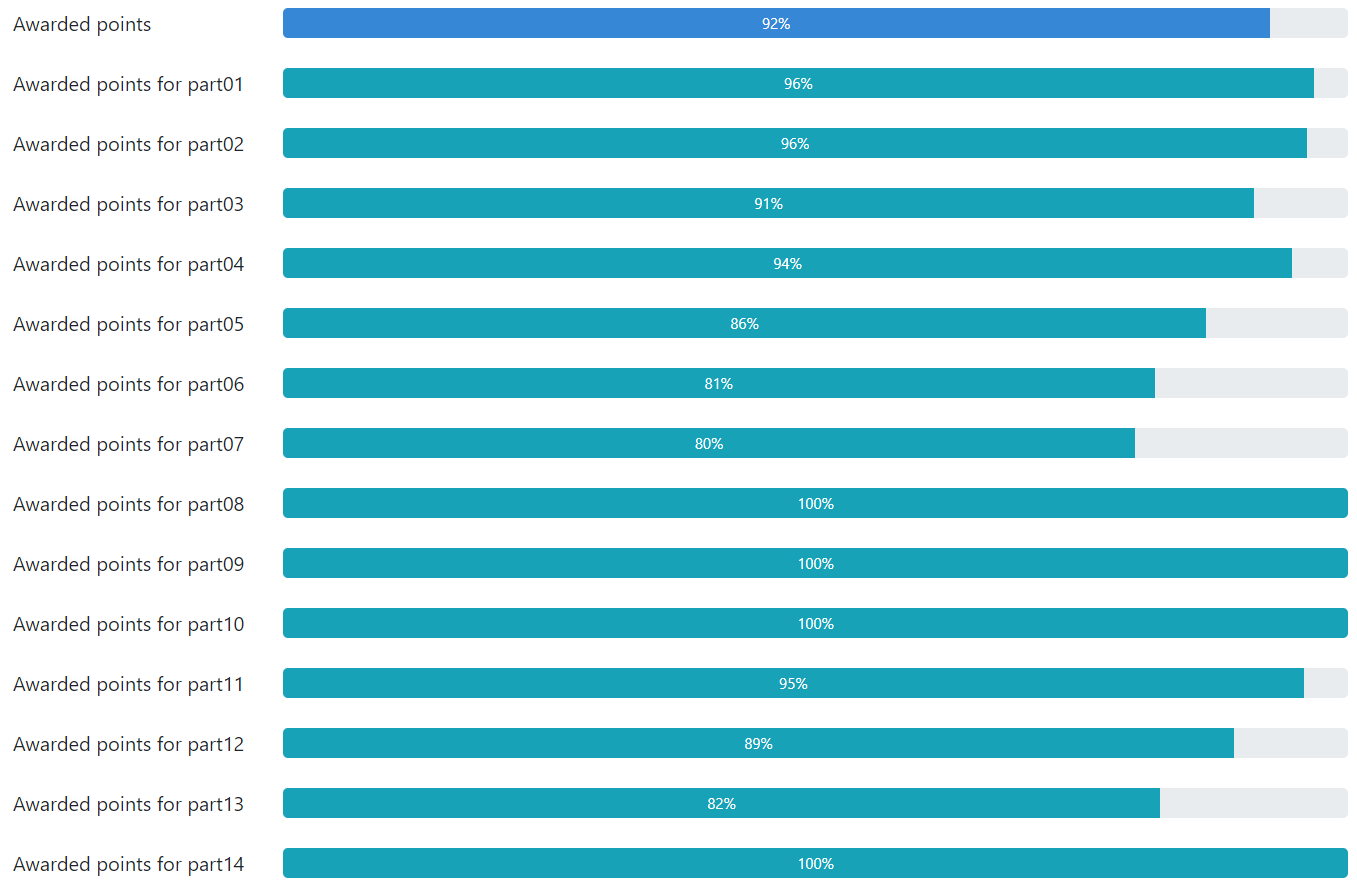 Awarded points 92%
Awarded points for part01 96%
Awarded points for part02 96%
Awarded points for part03 91%
Awarded points for part04 94%
Awarded points for part05 86%
Awarded points for part06 81%
Awarded points for part07 80%
Awarded points for part08 100%
Awarded points for part09 100%
Awarded points for part10 100%
Awarded points for part11 95%
Awarded points for part12 89%
Awarded points for part13 82%
Awarded points for part14 100%